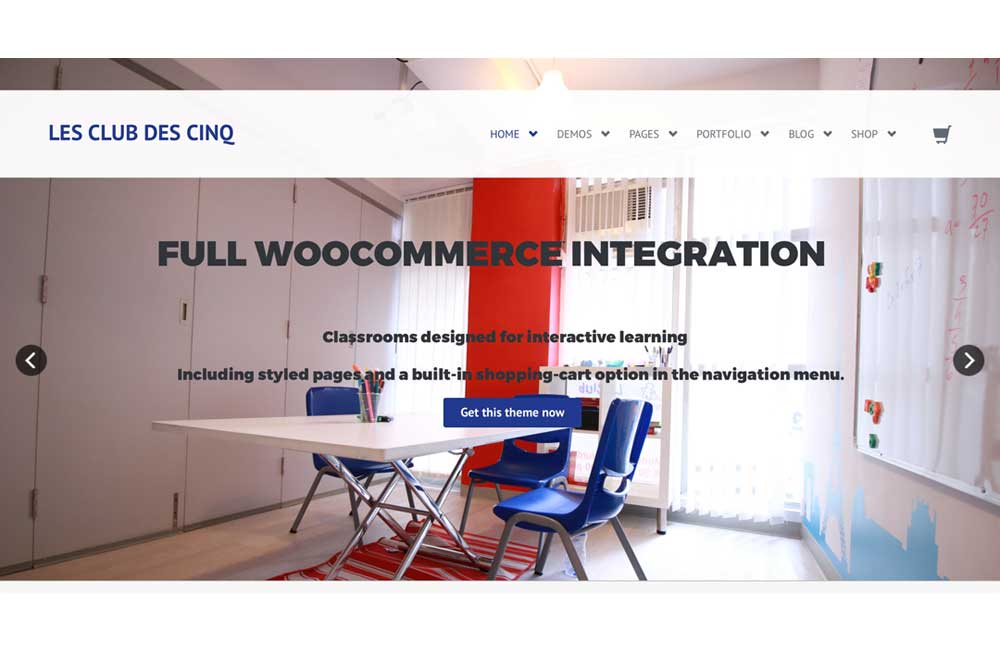 LES CLUB DES CINQ
HOME DEMOS PAGES PORTFOLIO BLOG SHOP
FULL WOOCOMMERCE INTEGRATION
Classrooms designed for interactive learning
Including styled pages and a built-in shopping-cart option in the navigation menu.
Get this theme now